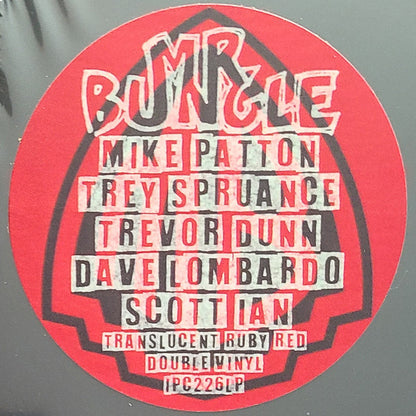 MR.
BUNGLE
MIKE PATTON
TREY SPRUANCE
TREVOR DUNN
DAVE LOMBARDO
SCOTT IAN
TRANSLUCENT RUBY RED
DOUBLE VINYL
IPC226LP